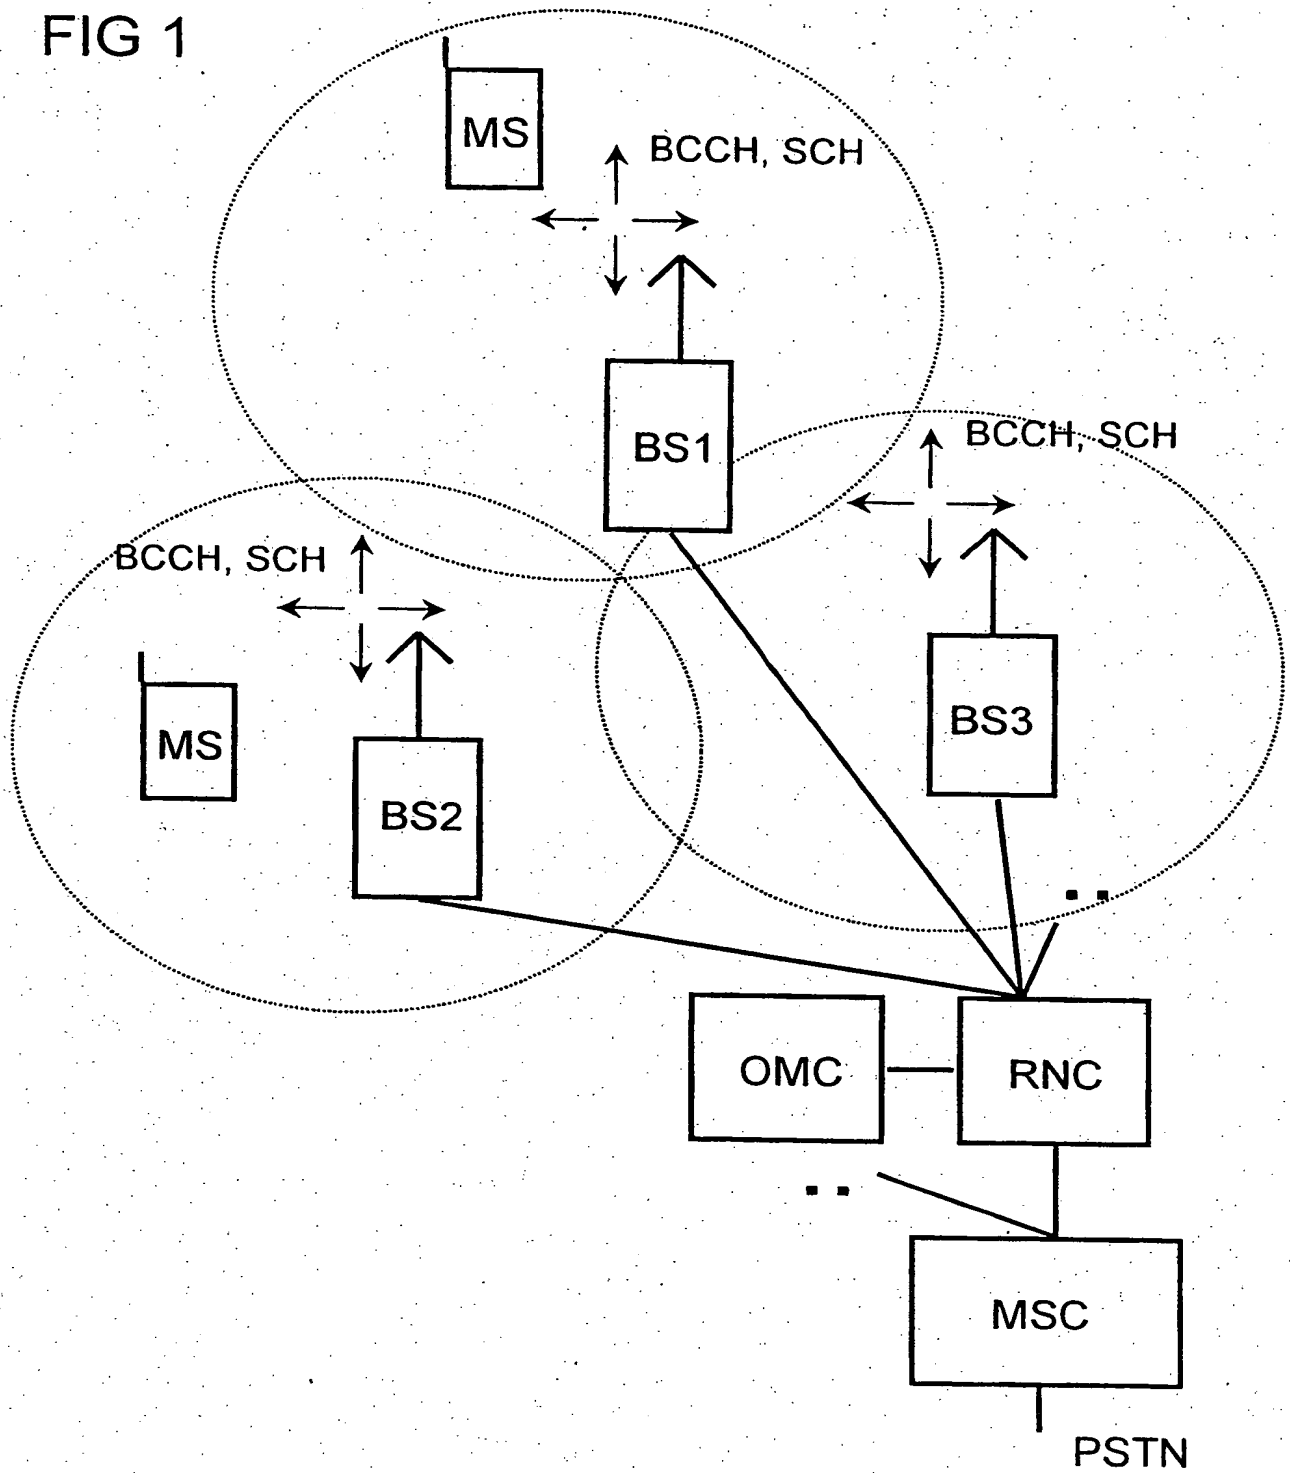 FIG 1
MS
BCCH, SCH
BS1
BCCH, SCH
BCCH, SCH
BS3
MS
BS2
OMC
RNC
MSC
PSTN